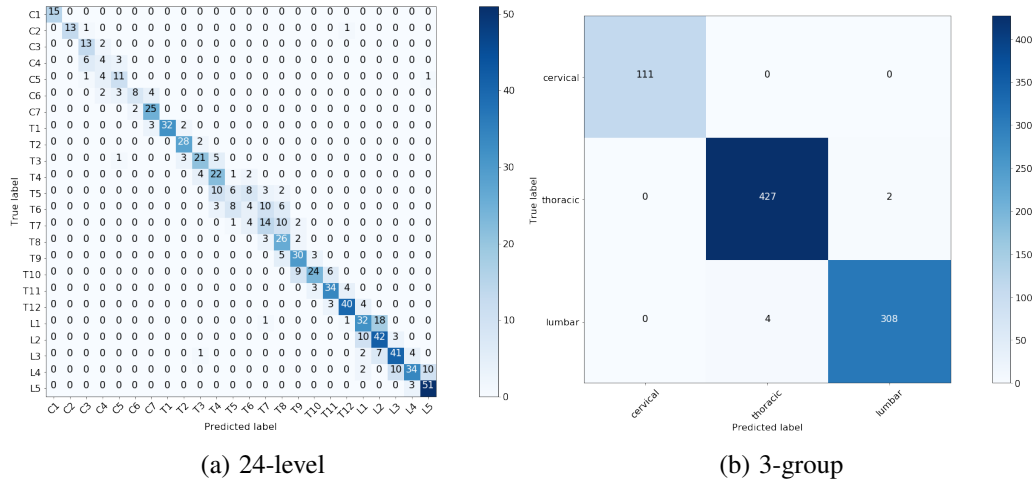 C1 15 0 0 0 0 0 0 0 0 0 0 0 0 0 0 0 0 0 0 0 0 0 0 0
C2 0 13 1 0 0 0 0 0 0 0 0 0 0 0 0 0 0 0 1 0 0 0 0 0
C3 0 0 13 2 0 0 0 0 0 0 0 0 0 0 0 0 0 0 0 0 0 0 0 0
C4 0 0 6 4 3 0 0 0 0 0 0 0 0 0 0 0 0 0 0 0 0 0 0 0
C5 0 0 1 4 11 0 0 0 0 0 0 0 0 0 0 0 0 0 0 0 0 0 0 1
C6 0 0 0 2 3 8 4 0 0 0 0 0 0 0 0 0 0 0 0 0 0 0 0 0
C7 0 0 0 0 0 2 25 0 0 0 0 0 0 0 0 0 0 0 0 0 0 0 0 0
T1 0 0 0 0 0 0 3 32 2 0 0 0 0 0 0 0 0 0 0 0 0 0 0 0
T2 0 0 0 0 0 0 0 0 28 2 0 0 0 0 0 0 0 0 0 0 0 0 0 0
T3 0 0 0 0 1 0 0 0 3 21 5 0 0 0 0 0 0 0 0 0 0 0 0 0
T4 0 0 0 0 0 0 0 0 0 4 22 1 2 0 0 0 0 0 0 0 0 0 0 0
T5 0 0 0 0 0 0 0 0 0 0 10 6 8 3 2 0 0 0 0 0 0 0 0 0
T6 0 0 0 0 0 0 0 0 0 0 3 8 4 10 6 0 0 0 0 0 0 0 0 0
T7 0 0 0 0 0 0 0 0 0 0 0 1 4 14 10 2 0 0 0 0 0 0 0 0
T8 0 0 0 0 0 0 0 0 0 0 0 0 0 3 26 2 0 0 0 0 0 0 0 0
T9 0 0 0 0 0 0 0 0 0 0 0 0 0 0 5 30 3 0 0 0 0 0 0 0
T10 0 0 0 0 0 0 0 0 0 0 0 0 0 0 0 9 24 6 0 0 0 0 0 0
T11 0 0 0 0 0 0 0 0 0 0 0 0 0 0 0 0 3 34 4 0 0 0 0 0
T12 0 0 0 0 0 0 0 0 0 0 0 0 0 0 0 0 0 3 40 4 0 0 0 0
L1 0 0 0 0 0 0 0 0 0 0 0 0 0 1 0 0 0 0 1 32 18 0 0 0
L2 0 0 0 0 0 0 0 0 0 0 0 0 0 0 0 0 0 0 0 10 42 3 0 0
L3 0 0 0 0 0 0 0 0 0 1 0 0 0 0 0 0 0 0 0 2 7 41 4 0
L4 0 0 0 0 0 0 0 0 0 0 0 0 0 0 0 0 0 0 0 2 0 10 34 10
L5 0 0 0 0 0 0 0 0 0 0 0 0 0 0 0 0 0 0 0 0 0 0 3 51
C1 C2 C3 C4 C5 C6 C7 T1 T2 T3 T4 T5 T6 T7 T8 T9 T10 T11 T12 L1 L2 L3 L4 L5
True label
Predicted label
50
40
30
20
10
0
(a) 24-level
cervical 111 0 0
thoracic 0 427 2
lumbar 0 4 308
cervical thoracic lumbar
True label
Predicted label
400
350
300
250
200
150
100
50
0
(b) 3-group